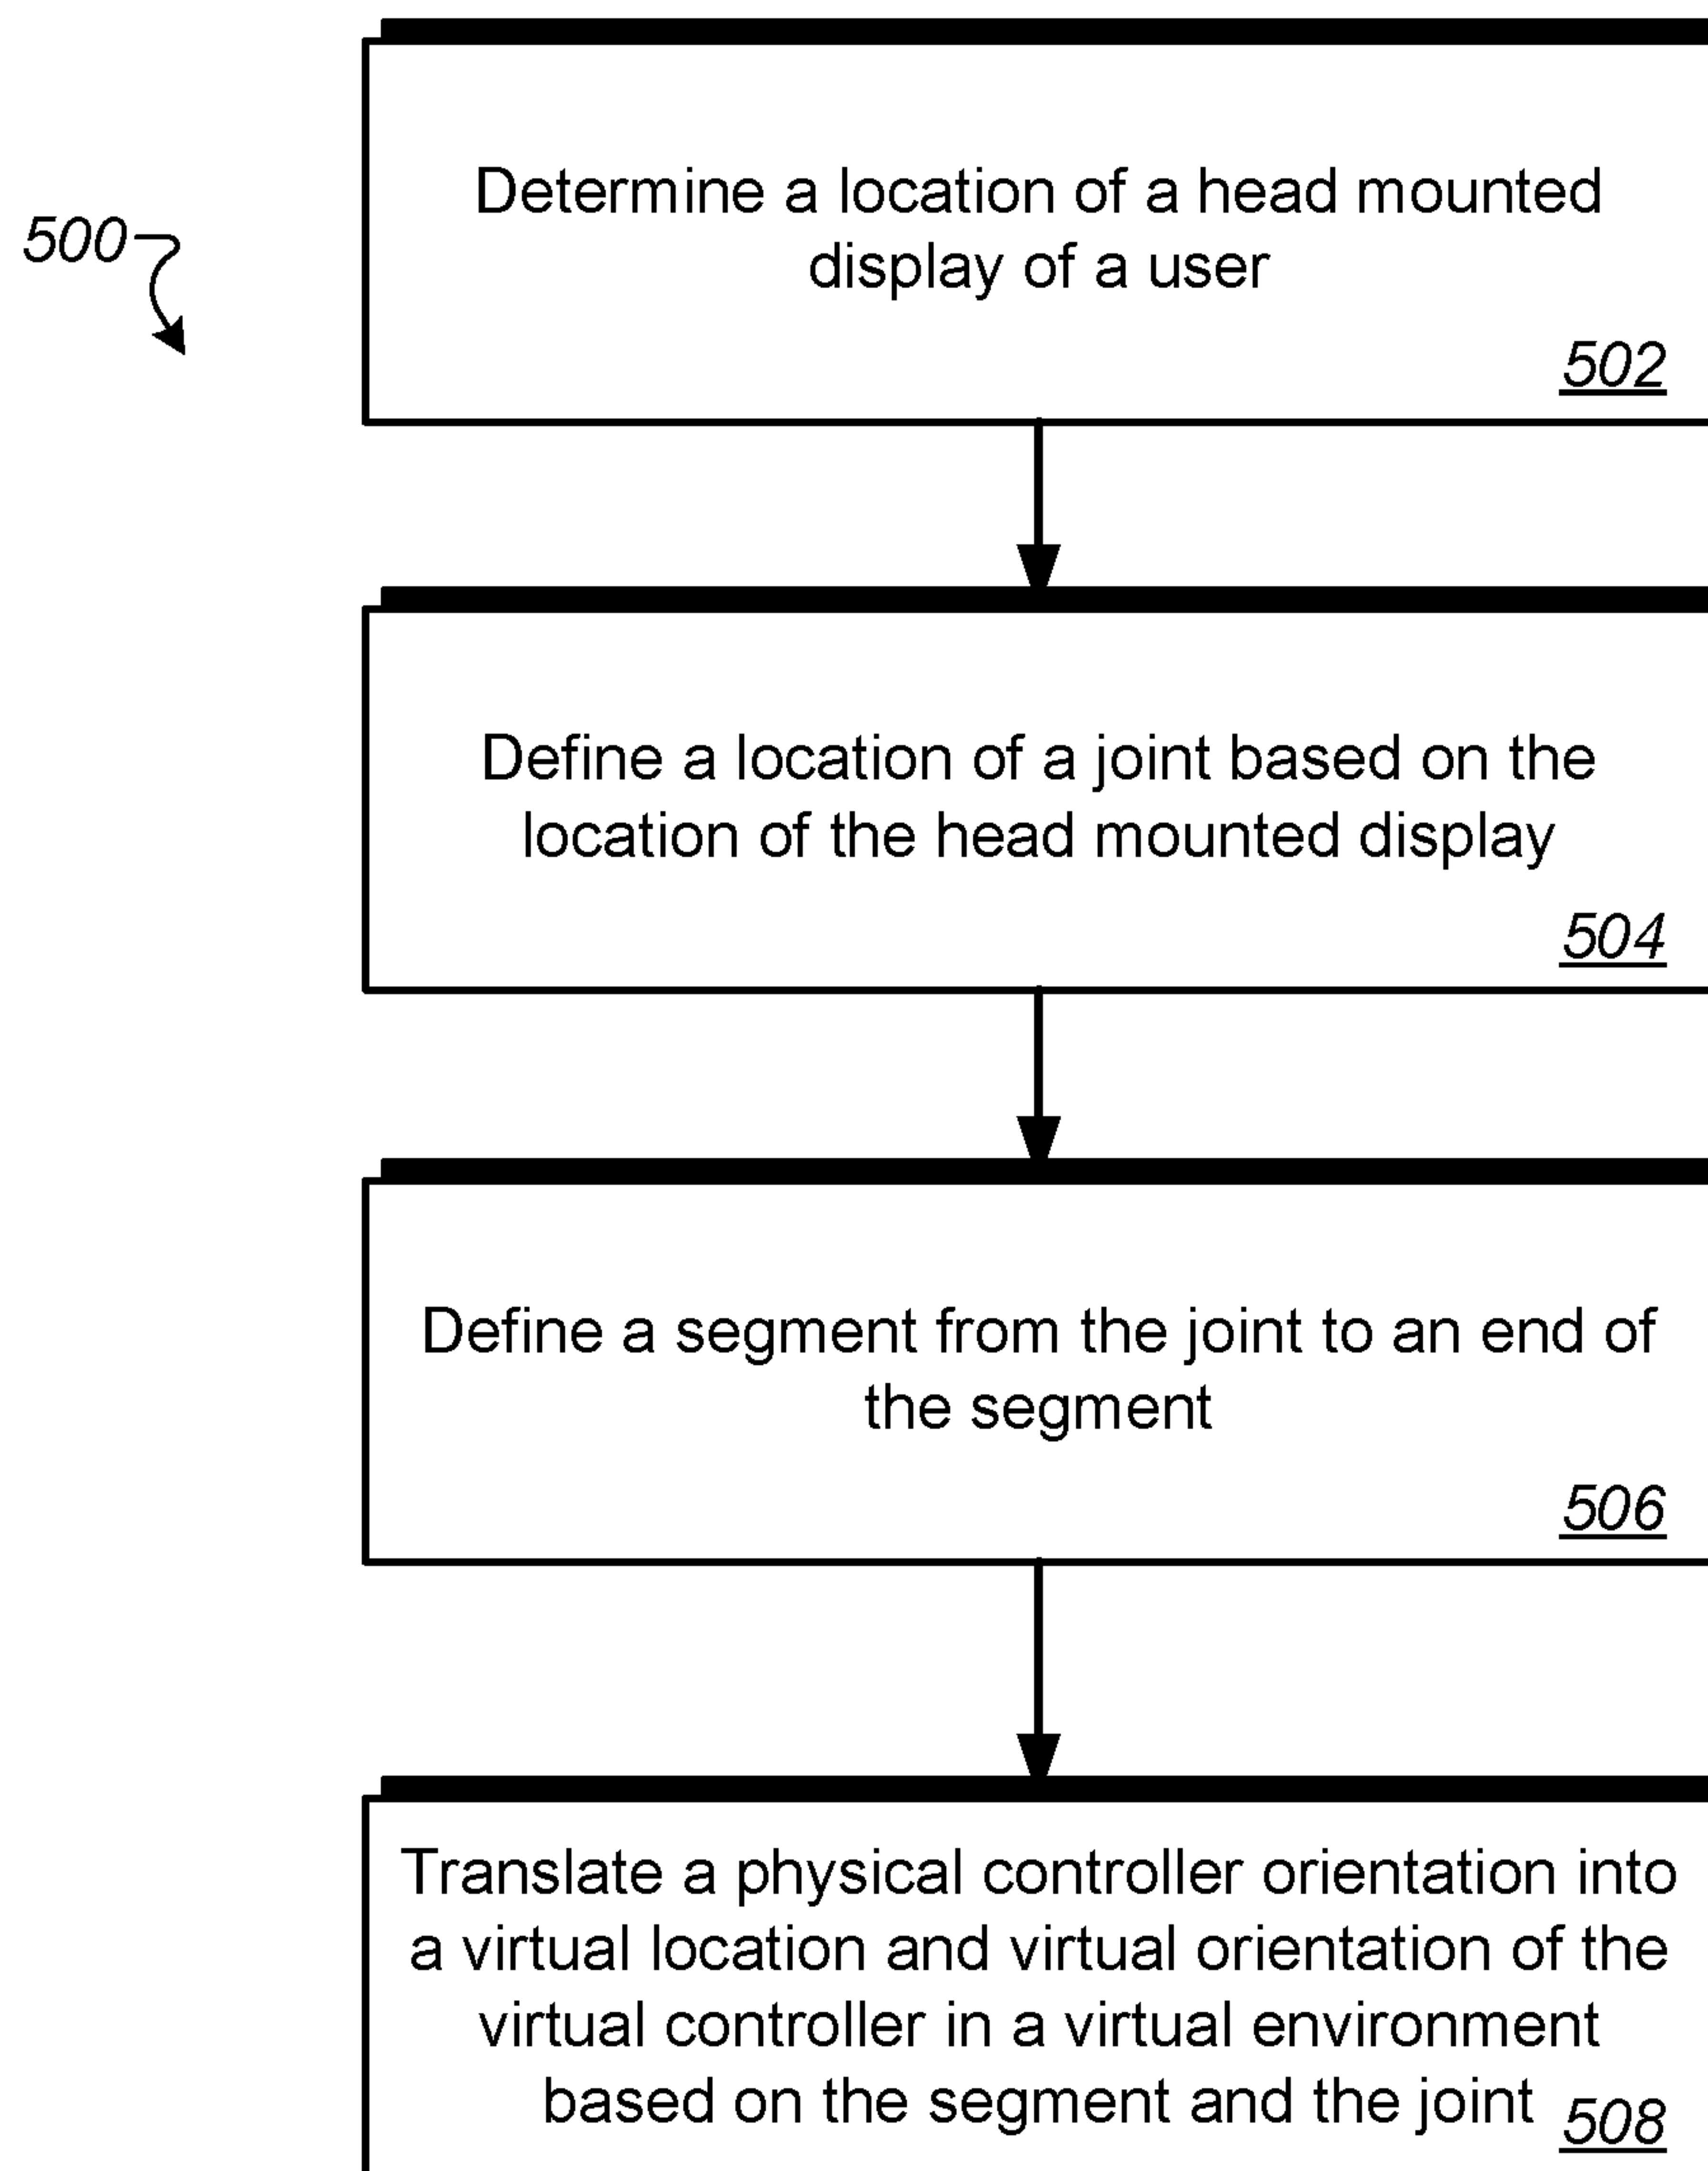 500
Determine a location of a head mounted
display of a user
502
Define a location of a joint based on the
location of the head mounted display
504
Define a segment from the joint to an end of
the segment
506
Translate a physical controller orientation into
a virtual location and virtual orientation of the
virtual controller in a virtual environment
based on the segment and the joint
508